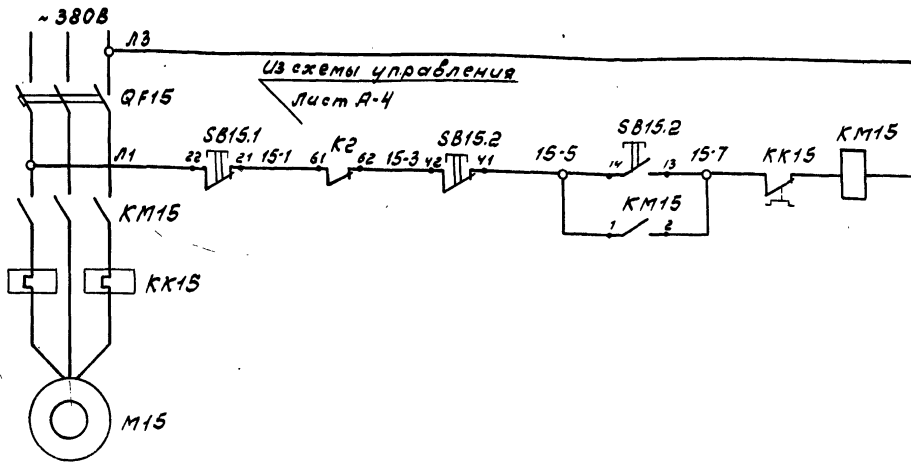 ~ 380В
Л3
Из схемы управления
Лист А-4
QF15
SB15.1
К2
SB15.2
SB15.2
КМ15
Л1
22
21
15-1
61
62
15-3
42
41
15-5
14
13
15-7
КК15
КМ15
КМ15
1
2
КК15
М15